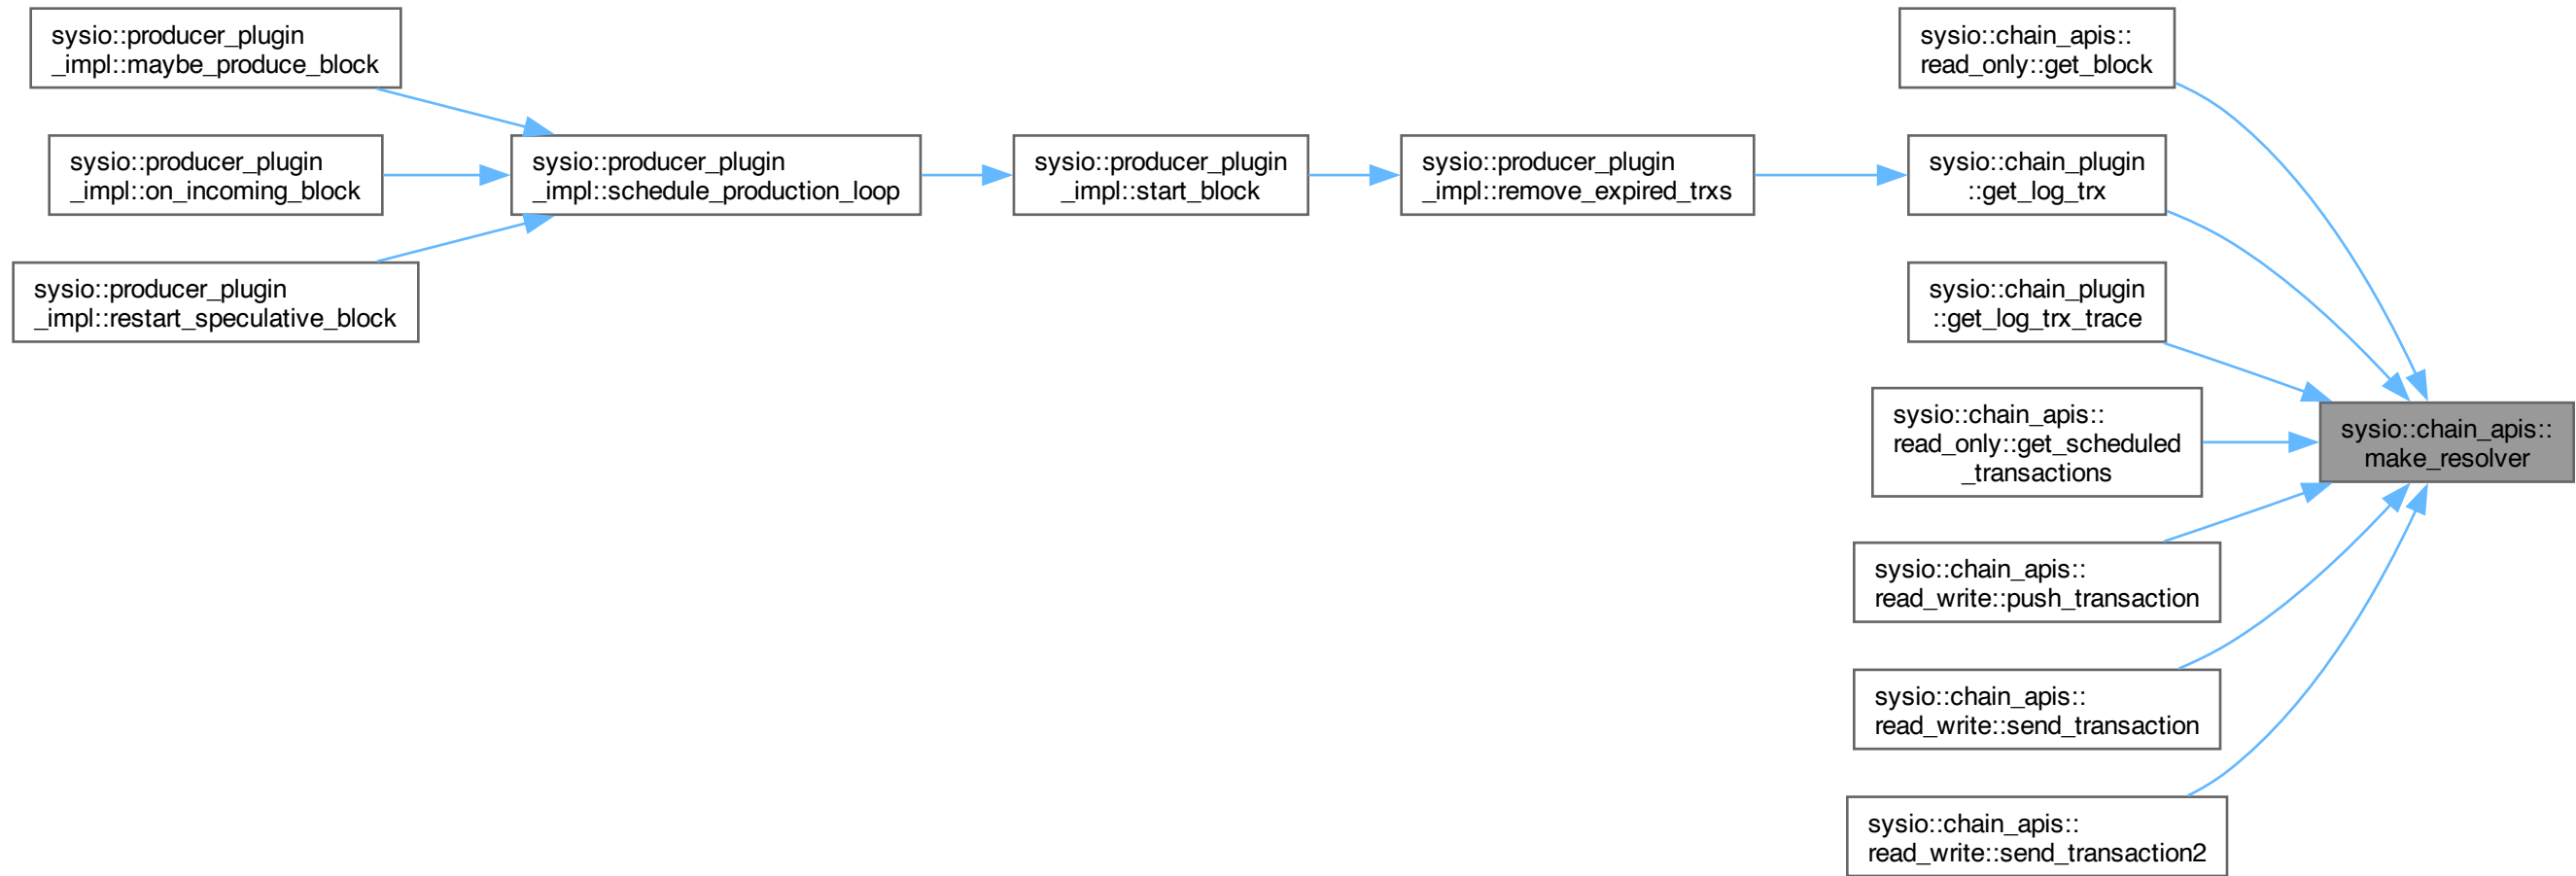 sysio::producer_plugin
_impl::maybe_produce_block
sysio::producer_plugin
_impl::on_incoming_block
sysio::producer_plugin
_impl::restart_speculative_block
sysio::producer_plugin
_impl::schedule_production_loop
sysio::producer_plugin
_impl::start_block
sysio::producer_plugin
_impl::remove_expired_trxs
sysio::chain_apis::
read_only::get_block
sysio::chain_plugin
::get_log_trx
sysio::chain_plugin
::get_log_trx_trace
sysio::chain_apis::
read_only::get_scheduled
_transactions
sysio::chain_apis::
read_write::push_transaction
sysio::chain_apis::
read_write::send_transaction
sysio::chain_apis::
read_write::send_transaction2
sysio::chain_apis::
make_resolver